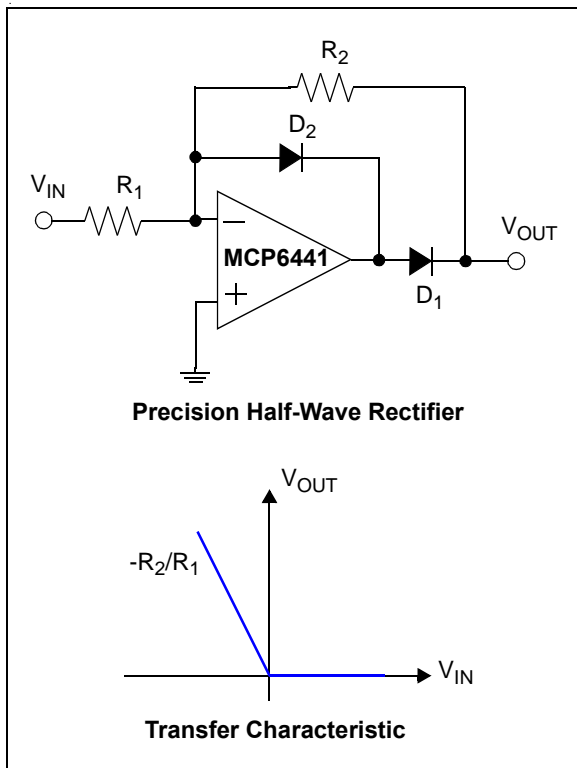 R2
D2
VIN
R1
−
MCP6441
VOUT
+
D1
Precision Half-Wave Rectifier
VOUT
-R2/R1
VIN
Transfer Characteristic